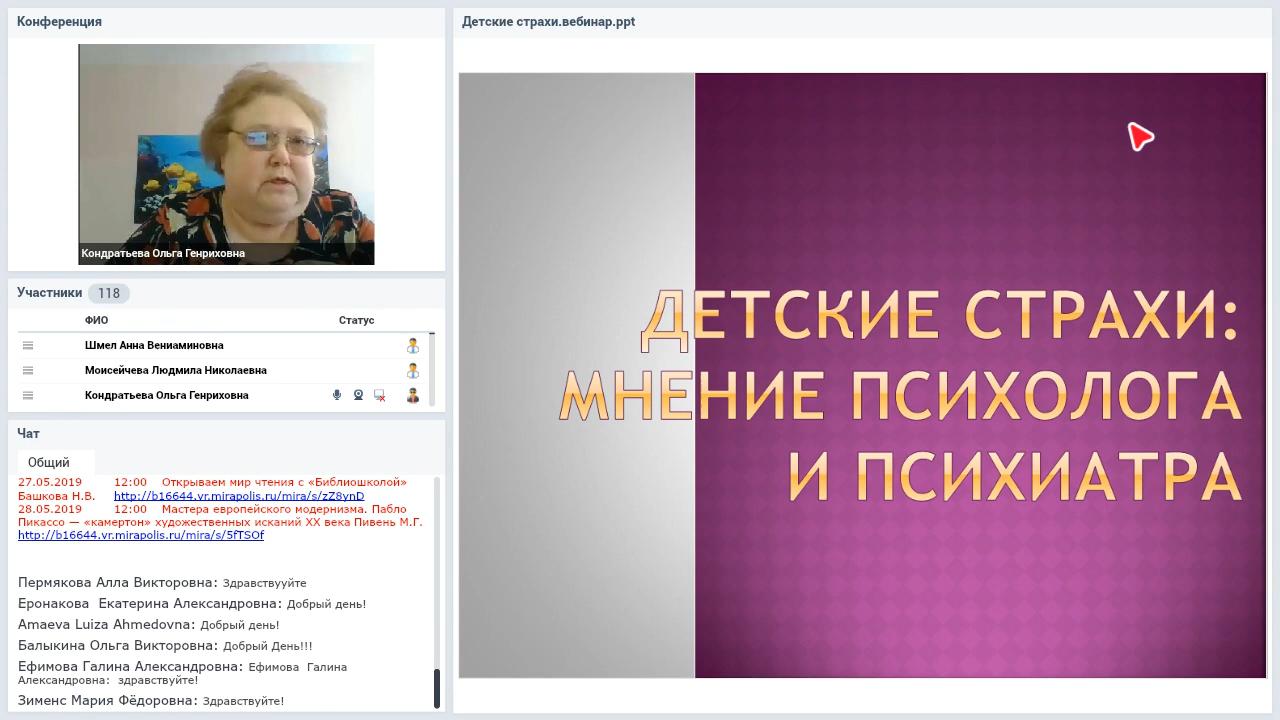 Конференция
Кондратьева Ольга Генриховна
Участники 118
ФИО Статус
Шмел Анна Вениаминовна
Моисейчева Людмила Николаевна
Кондратьева Ольга Генриховна
Чат
Общий
27.05.2019 12:00 Открываем мир чтения с «Библиошколой»
Башкова Н.В. http://b16644.vr.mirapolis.ru/mira/s/zZ8ynD
28.05.2019 12:00 Мастера европейского модернизма. Пабло
Пикассо — «камертон» художественных исканий XX века Пивень М.Г.
http://b16644.vr.mirapolis.ru/mira/s/5fTSOf
Пермякова Алла Викторовна: Здравствууйте
Еронакова Екатерина Александровна: Добрый день!
Amaeva Luiza Ahmedovna: Добрый день!
Балыкина Ольга Викторовна: Добрый День!!!
Ефимова Галина Александровна: Ефимова Галина
Александровна: здравствуйте!
Зименс Мария Фёдоровна: Здравствуйте!
Детские страхи.вебинар.ppt
ДЕТСКИЕ СТРАХИ:
МНЕНИЕ ПСИХОЛОГА
И ПСИХИАТРА